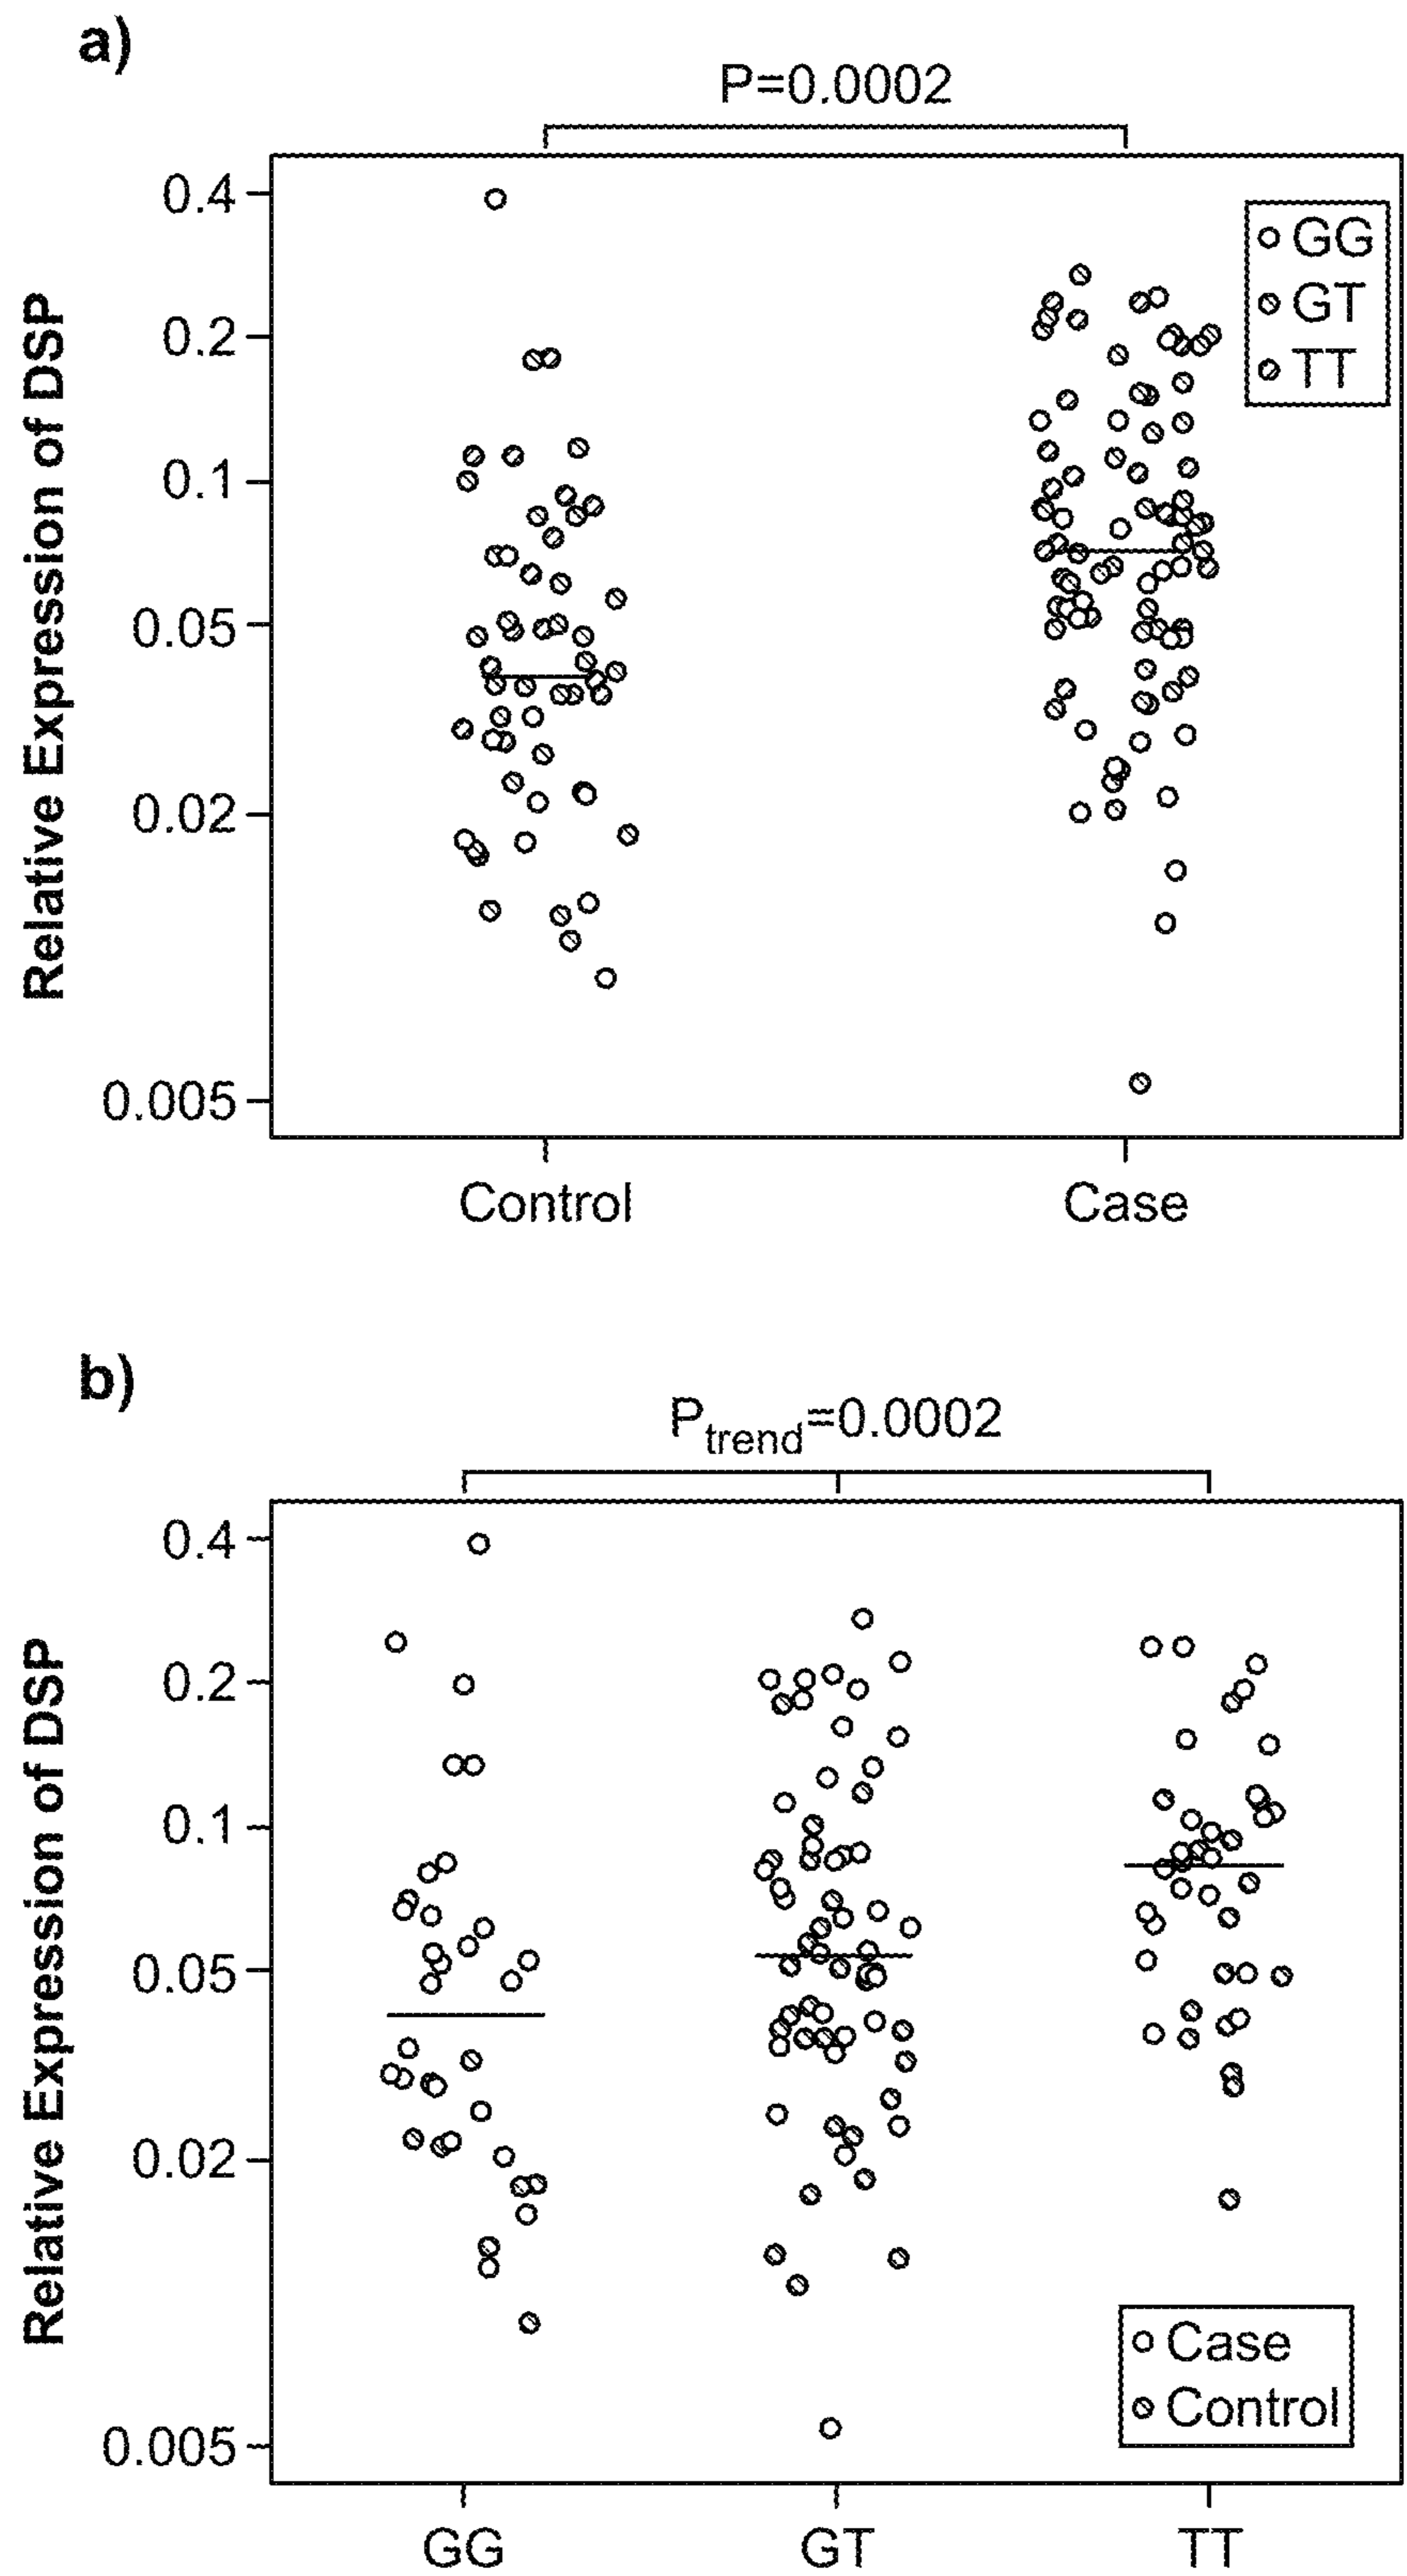 a)
P=0.0002
0.4
0.2
0.1
0.05
0.02
0.005
Relative Expression of DSP
GG
GT
TT
Control
Case
b)
Ptrend=0.0002
0.4
0.2
0.1
0.05
0.02
0.005
Relative Expression of DSP
Case
Control
GG
GT
TT